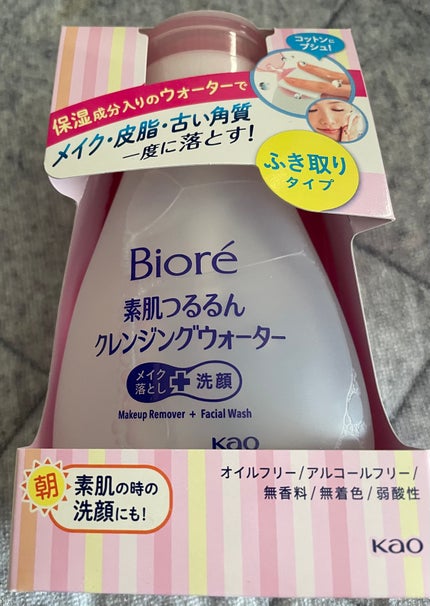 コットンに
プシュ!
保湿成分入りのウォーターで
メイク・皮脂・古い角質
一度に落とす!
ふき取り
タイプ
Bioré
素肌つるるん
クレンジングウォーター
メイク
落とし
+
洗顔
Makeup Remover + Facial Wash
Kao
朝
素肌の時の
洗顔にも!
オイルフリー/アルコールフリー/
無香料/無着色/弱酸性
Kao